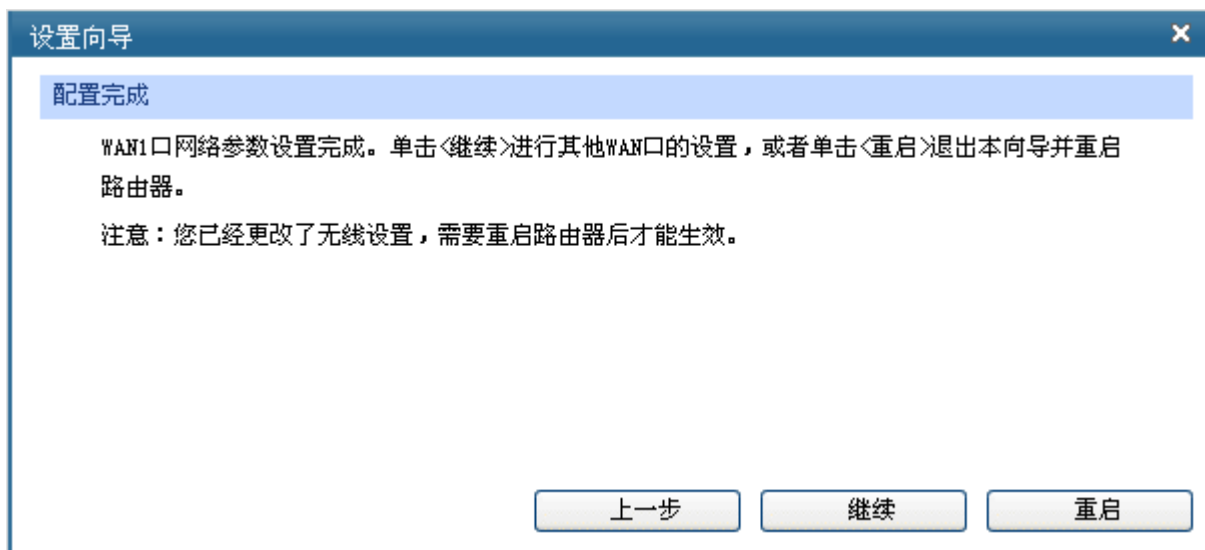 设置向导
配置完成
WAN1口网络参数设置完成。单击<继续>进行其他WAN口的设置，或者单击<重启>退出本向导并重启
路由器。
注意：您已经更改了无线设置，需要重启路由器后才能生效。
上一步 继续 重启